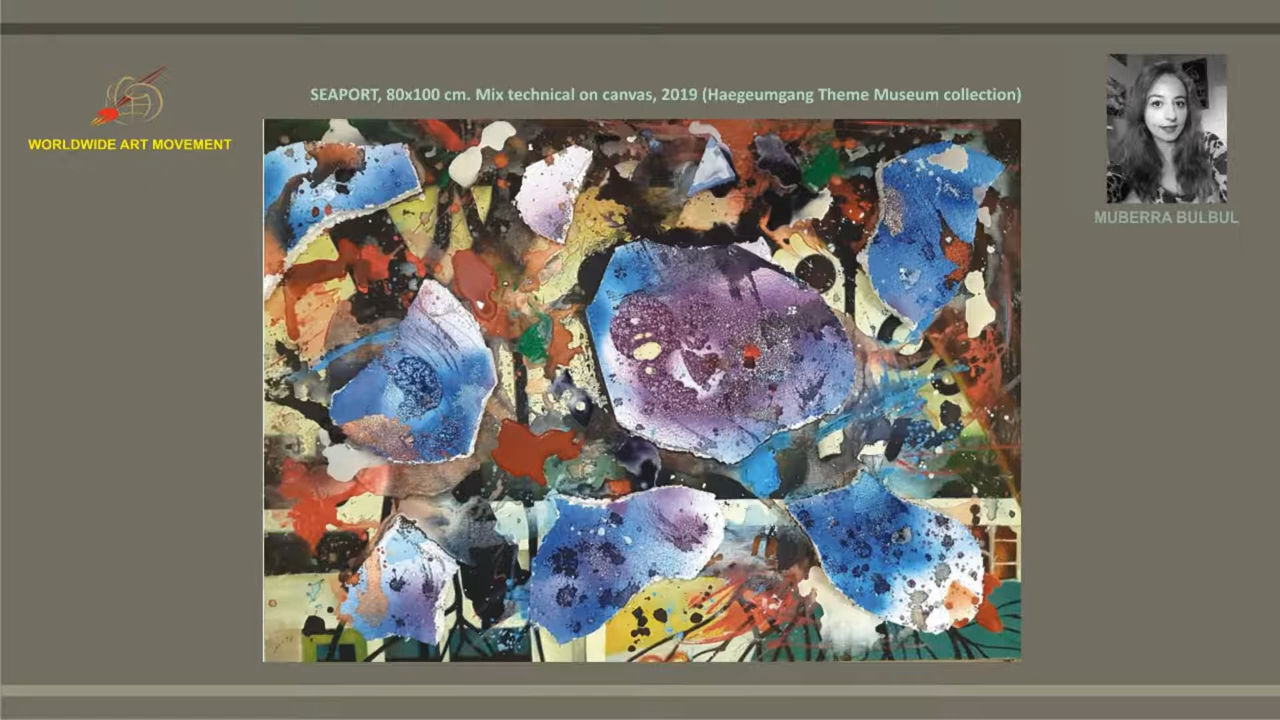 SEAPORT, 80x100 cm. Mix technical on canvas, 2019 (Haegeumgang Theme Museum collection)
WORLDWIDE ART MOVEMENT
MUBERRA BULBUL